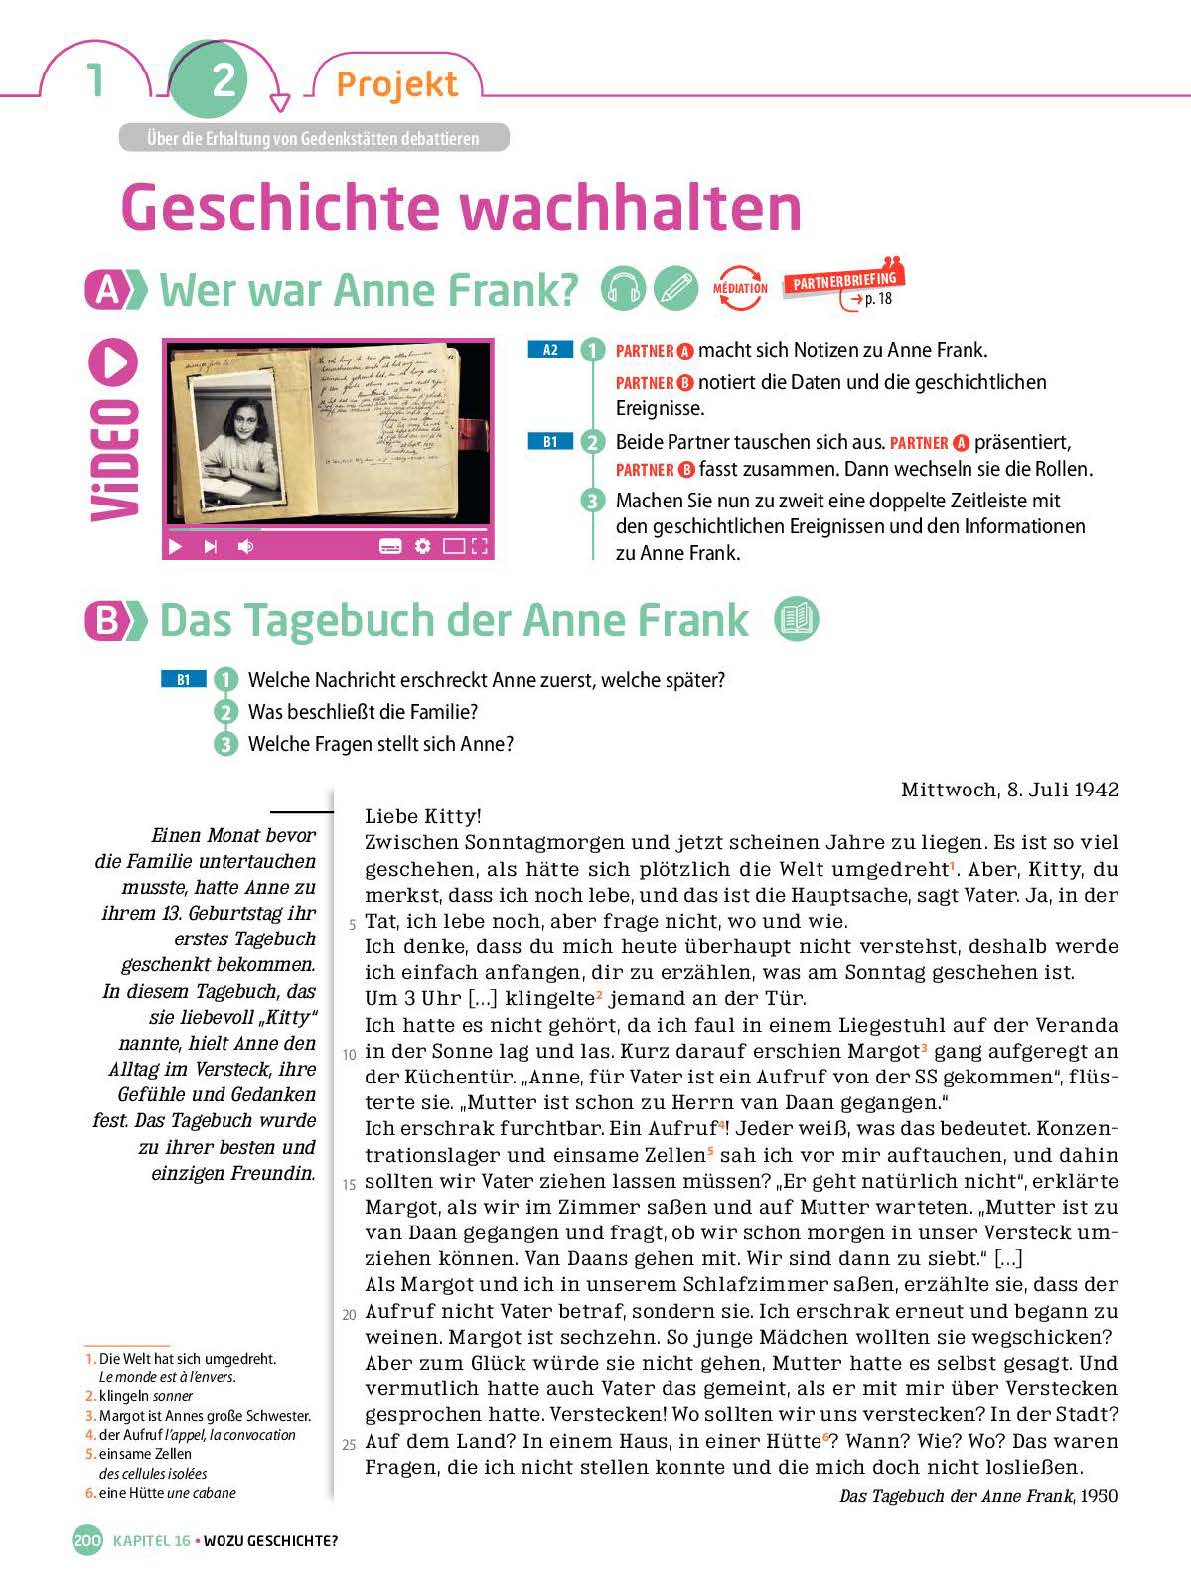 1
2
Projekt
Über die Erhaltung von Gedenkstätten debattieren
Geschichte wachhalten
A Wer war Anne Frank?
MÉDIATION
PARTNERBRIEFING
→ p. 18
ViDEO
A2 1 PARTNER A macht sich Notizen zu Anne Frank.
PARTNER B notiert die Daten und die geschichtlichen
Ereignisse.
B1 2 Beide Partner tauschen sich aus. PARTNER A präsentiert,
PARTNER B fasst zusammen. Dann wechseln sie die Rollen.
3 Machen Sie nun zu zweit eine doppelte Zeitleiste mit
den geschichtlichen Ereignissen und den Informationen
zu Anne Frank.
B Das Tagebuch der Anne Frank
B1 1 Welche Nachricht erschreckt Anne zuerst, welche später?
2 Was beschließt die Familie?
3 Welche Fragen stellt sich Anne?
Einen Monat bevor
die Familie untertauchen
musste, hatte Anne zu
ihrem 13. Geburtstag ihr
erstes Tagebuch
geschenkt bekommen.
In diesem Tagebuch, das
sie liebevoll „Kitty“
nannte, hielt Anne den
Alltag im Versteck, ihre
Gefühle und Gedanken
fest. Das Tagebuch wurde
zu ihrer besten und
einzigen Freundin.
Mittwoch, 8. Juli 1942
Liebe Kitty!
Zwischen Sonntagmorgen und jetzt scheinen Jahre zu liegen. Es ist so viel
geschehen, als hätte sich plötzlich die Welt umgedreht1. Aber, Kitty, du
merkst, dass ich noch lebe, und das ist die Hauptsache, sagt Vater. Ja, in der
5 Tat, ich lebe noch, aber frage nicht, wo und wie.
Ich denke, dass du mich heute überhaupt nicht verstehst, deshalb werde
ich einfach anfangen, dir zu erzählen, was am Sonntag geschehen ist.
Um 3 Uhr [...] klingelte2 jemand an der Tür.
Ich hatte es nicht gehört, da ich faul in einem Liegestuhl auf der Veranda
10 in der Sonne lag und las. Kurz darauf erschien Margot3 gang aufgeregt an
der Küchentür. „Anne, für Vater ist ein Aufruf von der SS gekommen“, flüs-
terte sie. „Mutter ist schon zu Herrn van Daan gegangen.“
Ich erschrak furchtbar. Ein Aufruf4! Jeder weiß, was das bedeutet. Konzen-
trationslager und einsame Zellen5 sah ich vor mir auftauchen, und dahin
15 sollten wir Vater ziehen lassen müssen? „Er geht natürlich nicht“, erklärte
Margot, als wir im Zimmer saßen und auf Mutter warteten. „Mutter ist zu
van Daan gegangen und fragt, ob wir schon morgen in unser Versteck um-
ziehen können. Van Daans gehen mit. Wir sind dann zu siebt.“ [...]
Als Margot und ich in unserem Schlafzimmer saßen, erzählte sie, dass der
20 Aufruf nicht Vater betraf, sondern sie. Ich erschrak erneut und begann zu
weinen. Margot ist sechzehn. So junge Mädchen wollten sie wegschicken?
Aber zum Glück würde sie nicht gehen, Mutter hatte es selbst gesagt. Und
vermutlich hatte auch Vater das gemeint, als er mit mir über Verstecken
gesprochen hatte. Verstecken! Wo sollten wir uns verstecken? In der Stadt?
25 Auf dem Land? In einem Haus, in einer Hütte6? Wann? Wie? Wo? Das waren
Fragen, die ich nicht stellen konnte und die mich doch nicht losließen.
Das Tagebuch der Anne Frank, 1950
1. Die Welt hat sich umgedreht.
Le monde est à l'envers.
2. klingeln sonner
3. Margot ist Annes große Schwester.
4. der Aufruf l'appel, la convocation
5. einsame Zellen
des cellules isolées
6. eine Hütte une cabane
200 KAPITEL 16 • WOZU GESCHICHTE?